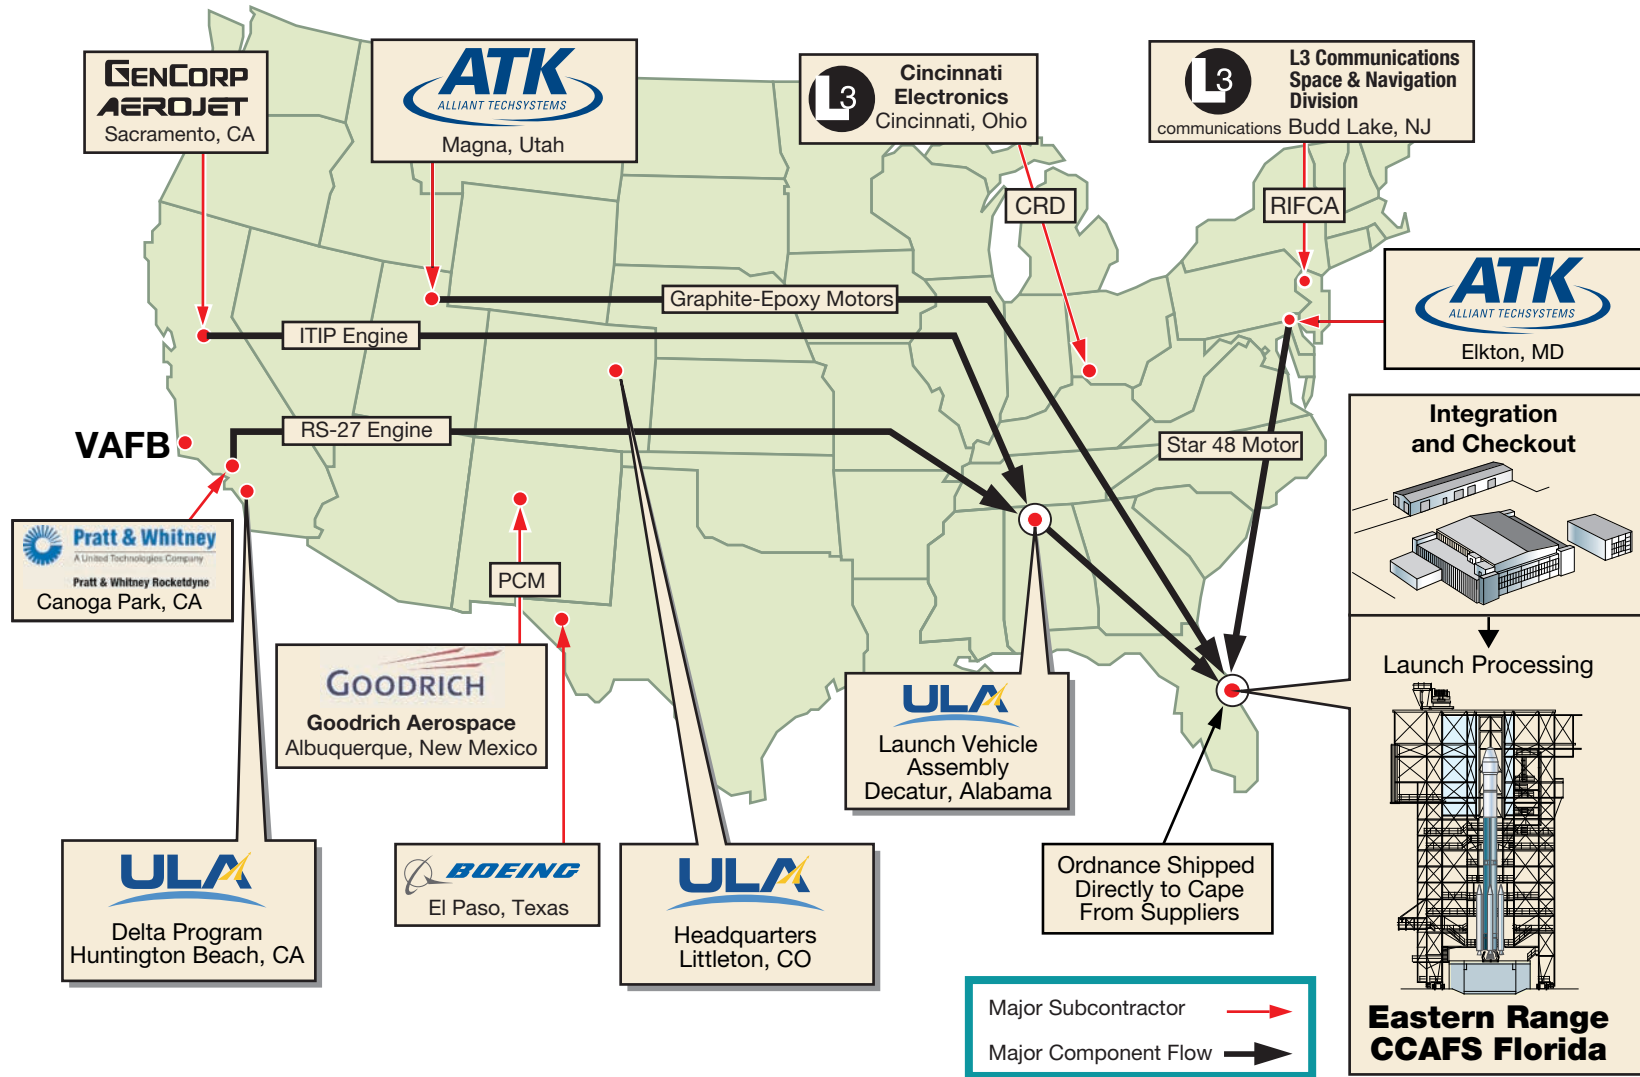 GENCORP
AEROJET
Sacramento, CA
ATK
ALLIANT TECHSYSTEMS
Magna, Utah
L3
Cincinnati
Electronics
Cincinnati, Ohio
L3
communications
L3 Communications
Space & Navigation
Division
Budd Lake, NJ
CRD
RIFCA
ATK
ALLIANT TECHSYSTEMS
Elkton, MD
Graphite-Epoxy Motors
ITIP Engine
RS-27 Engine
Star 48 Motor
VAFB
Pratt & Whitney
A United Technologies Company
Pratt & Whitney Rocketdyne
Canoga Park, CA
PCM
GOODRICH
Goodrich Aerospace
Albuquerque, New Mexico
ULA
Launch Vehicle
Assembly
Decatur, Alabama
Integration
and Checkout
Launch Processing
ULA
Delta Program
Huntington Beach, CA
BOEING
El Paso, Texas
ULA
Headquarters
Littleton, CO
Ordnance Shipped
Directly to Cape
From Suppliers
Major Subcontractor
Major Component Flow
Eastern Range
CCAFS Florida